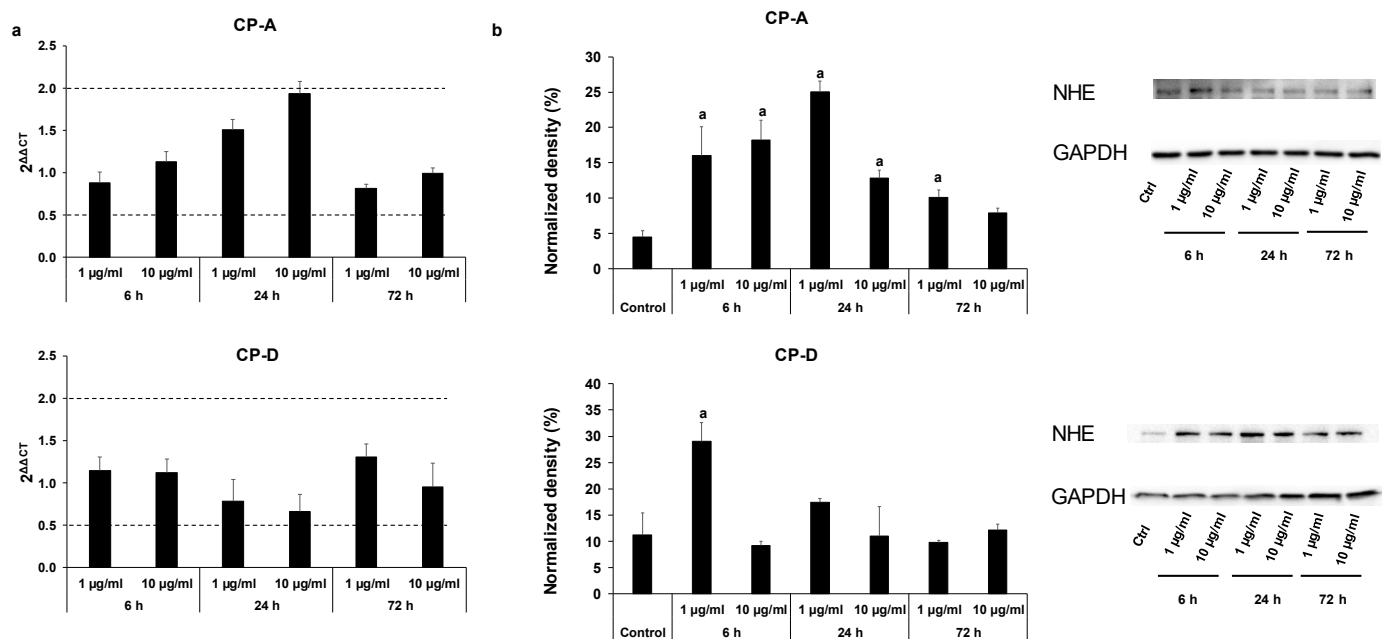 a
CP-A
2.5
2.0
1.5
1.0
0.5
0.0
2ΔΔCT
1 µg/ml 10 µg/ml 1 µg/ml 10 µg/ml 1 µg/ml 10 µg/ml
6 h 24 h 72 h
b
CP-A
30
25
20
15
10
5
0
Normalized density (%)
a a a a a
1 µg/ml 10 µg/ml 1 µg/ml 10 µg/ml 1 µg/ml 10 µg/ml
Control 6 h 24 h 72 h
NHE
GAPDH
Ctrl 1 µg/ml 10 µg/ml 1 µg/ml 10 µg/ml 1 µg/ml 10 µg/ml
6 h 24 h 72 h
CP-D
2.5
2.0
1.5
1.0
0.5
0.0
2ΔΔCT
1 µg/ml 10 µg/ml 1 µg/ml 10 µg/ml 1 µg/ml 10 µg/ml
6 h 24 h 72 h
CP-D
40
35
30
25
20
15
10
5
0
Normalized density (%)
a
1 µg/ml 10 µg/ml 1 µg/ml 10 µg/ml 1 µg/ml 10 µg/ml
Control 6 h 24 h 72 h
NHE
GAPDH
Ctrl 1 µg/ml 10 µg/ml 1 µg/ml 10 µg/ml 1 µg/ml 10 µg/ml
6 h 24 h 72 h